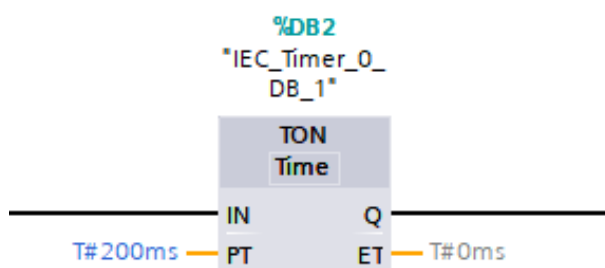 %DB2
"IEC_Timer_0_
DB_1"
TON
Time
IN Q
T#200ms PT ET T#0ms